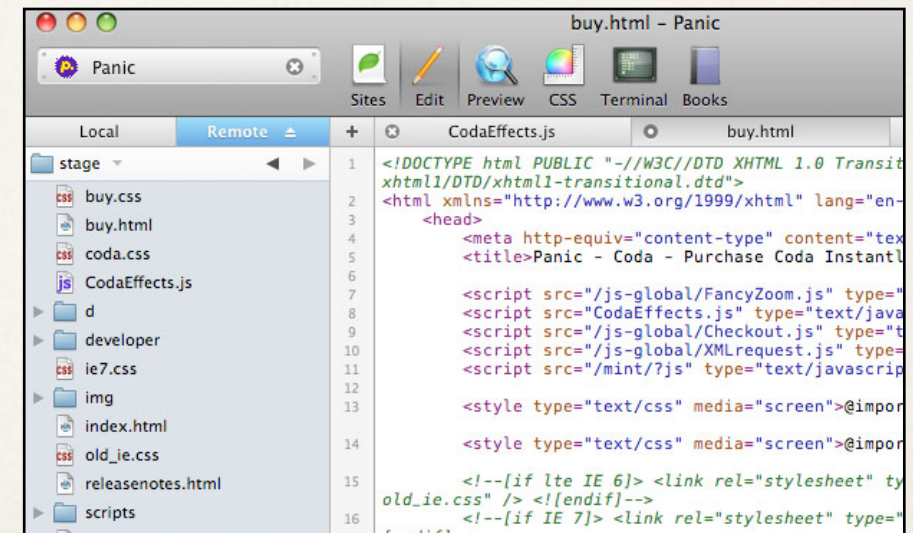 buy.html – Panic
Panic
Sites Edit Preview CSS Terminal Books
Local Remote + CodaEffects.js buy.html
stage
buy.css
buy.html
coda.css
CodaEffects.js
d
developer
ie7.css
img
index.html
old_ie.css
releasenotes.html
scripts
1 <!DOCTYPE html PUBLIC "-//W3C//DTD XHTML 1.0 Transit
xhtml1/DTD/xhtml1-transitional.dtd">
2 <html xmlns="http://www.w3.org/1999/xhtml" lang="en-
3 <head>
4 <meta http-equiv="content-type" content="tex
5 <title>Panic - Coda - Purchase Coda Instantl
6
7 <script src="/js-global/FancyZoom.js" type="
8 <script src="CodaEffects.js" type="text/java
9 <script src="/js-global/Checkout.js" type="t
10 <script src="/js-global/XMLrequest.js" type=
11 <script src="/mint/?js" type="text/javascrip
12
13 <style type="text/css" media="screen">@impor
14 <style type="text/css" media="screen">@impor
15 <!--[if lte IE 6]> <link rel="stylesheet" ty
old_ie.css" /> <![endif]-->
16 <!--[if IE 7]> <link rel="stylesheet" type="